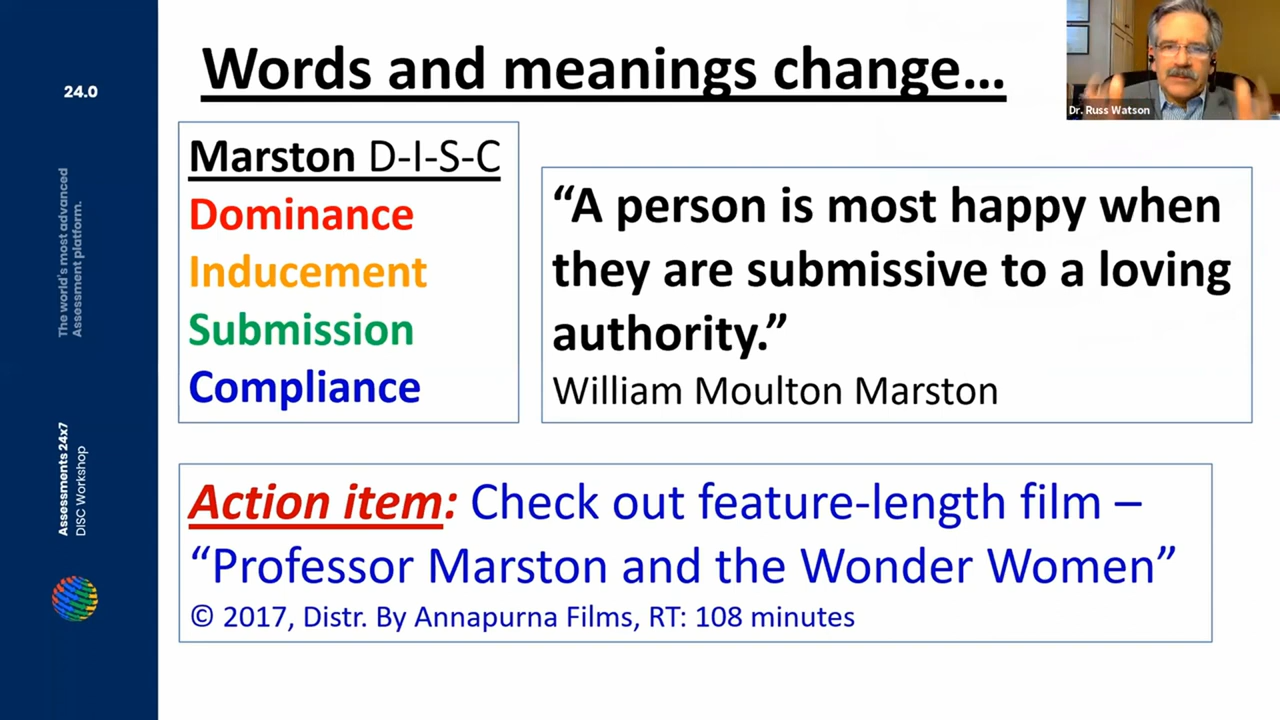 Words and meanings change...
24.0
The world's most advanced
Assessment platform.
Assessments 24x7
DISC Workshop
Dr. Russ Watson
Marston D-I-S-C
Dominance
Inducement
Submission
Compliance
“A person is most happy when
they are submissive to a loving
authority.”
William Moulton Marston
Action item: Check out feature-length film –
“Professor Marston and the Wonder Women”
© 2017, Distr. By Annapurna Films, RT: 108 minutes